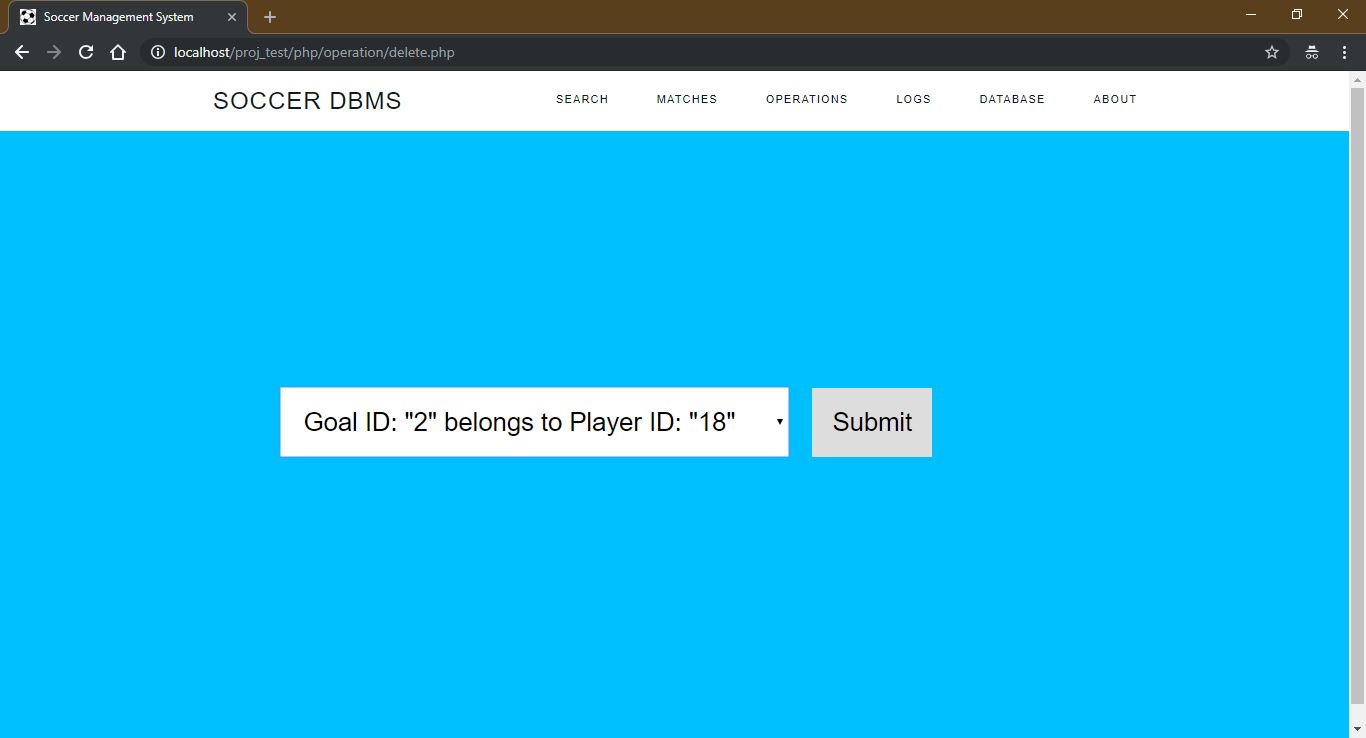 Soccer Management System
localhost/proj_test/php/operation/delete.php
SOCCER DBMS SEARCH MATCHES OPERATIONS LOGS DATABASE ABOUT
Goal ID: "2" belongs to Player ID: "18" Submit